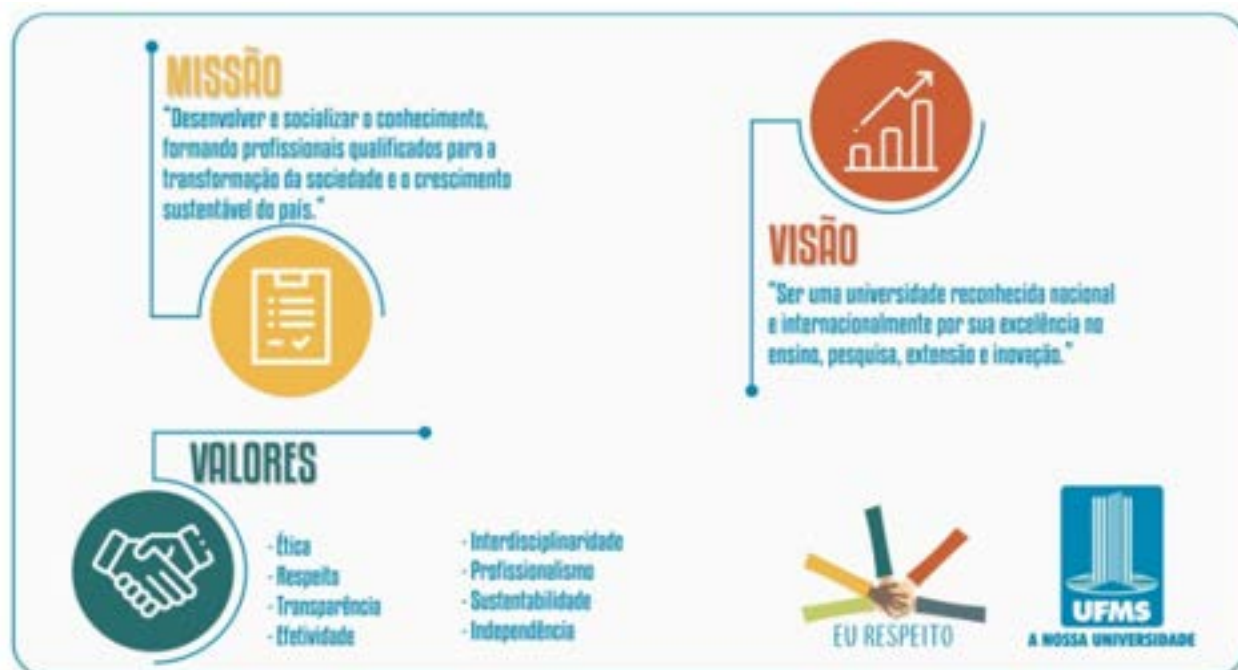 MISSÃO
"Desenvolver e socializar o conhecimento,
formando profissionais qualificados para a
transformação da sociedade e o crescimento
sustentável do país."
VISÃO
"Ser uma universidade reconhecida nacional
e internacionalmente por sua excelência no
ensino, pesquisa, extensão e inovação."
VALORES
- Ética
- Respeito
- Transparência
- Efetividade
- Interdisciplinaridade
- Profissionalismo
- Sustentabilidade
- Independência
EU RESPEITO
UFMS
A NOSSA UNIVERSIDADE